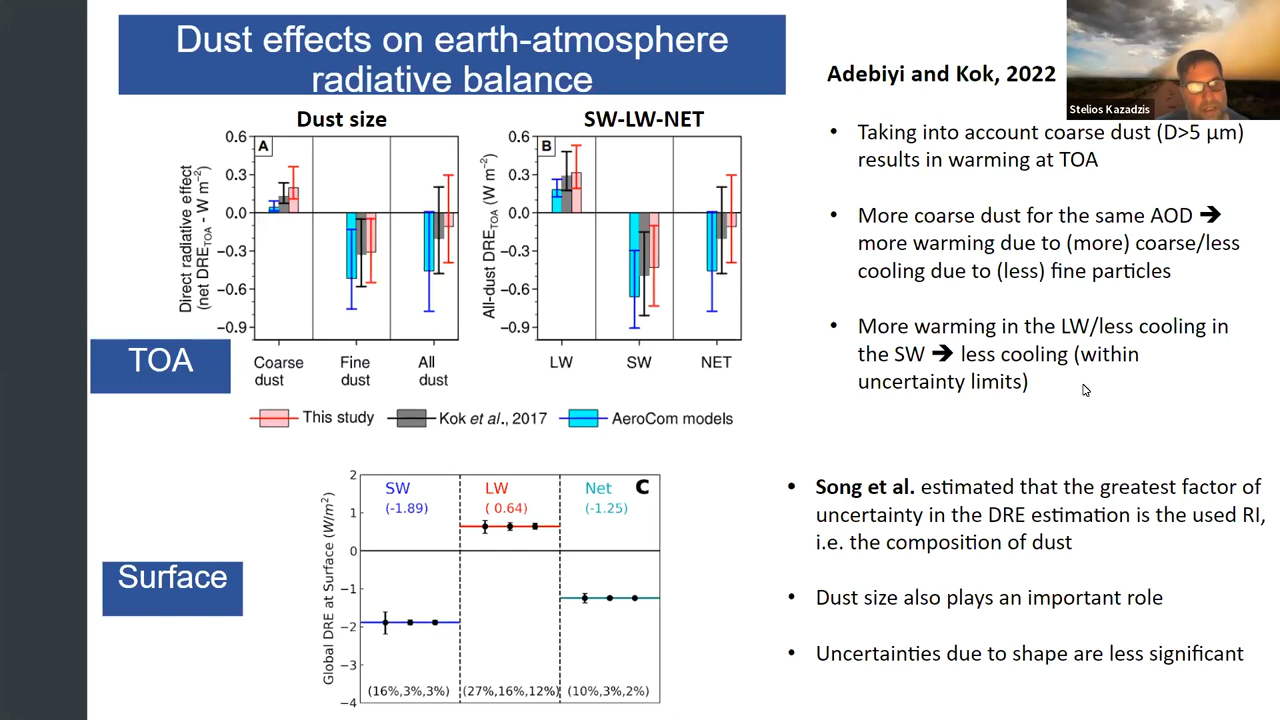 Dust effects on earth-atmosphere
radiative balance
Stelios Kazadzis
Adebiyi and Kok, 2022
Dust size
SW-LW-NET
A
0.6
0.3
0.0
−0.3
−0.6
−0.9
Direct radiative effect
(net DRETOA - W m−2)
Coarse
dust
Fine
dust
All
dust
B
0.6
0.3
0.0
−0.3
−0.6
−0.9
All-dust DRETOA (W m−2)
LW
SW
NET
This study
Kok et al., 2017
AeroCom models
TOA
• Taking into account coarse dust (D>5 μm)
results in warming at TOA
• More coarse dust for the same AOD ➔
more warming due to (more) coarse/less
cooling due to (less) fine particles
• More warming in the LW/less cooling in
the SW ➔ less cooling (within
uncertainty limits)
Surface
Global DRE at Surface (W/m²)
2
1
0
−1
−2
−3
−4
SW
(-1.89)
LW
( 0.64)
Net
(-1.25)
C
(16%,3%,3%)
(27%,16%,12%)
(10%,3%,2%)
• Song et al. estimated that the greatest factor of
uncertainty in the DRE estimation is the used RI,
i.e. the composition of dust
• Dust size also plays an important role
• Uncertainties due to shape are less significant